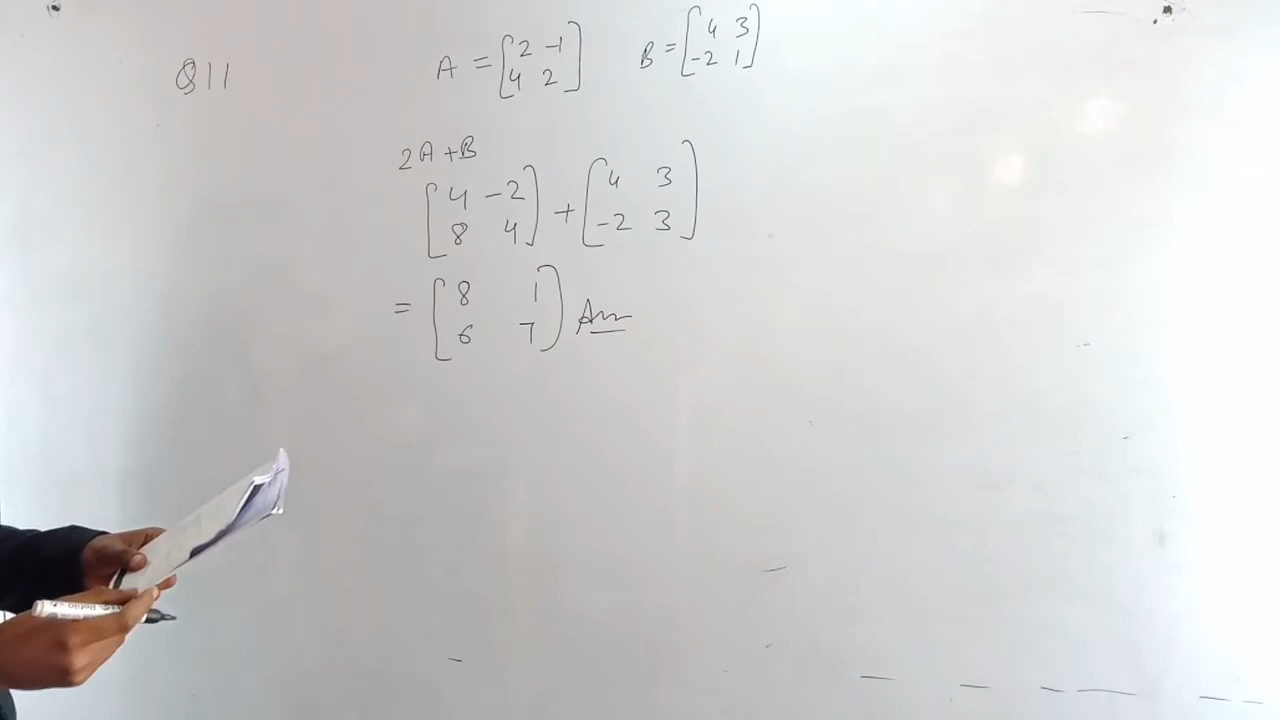 Q11
A = [2 -1
4 2]
B = [4 3
-2 1]
2A+B
[4 -2
8 4] + [4 3
-2 3]
= [8 1
6 7] Ans